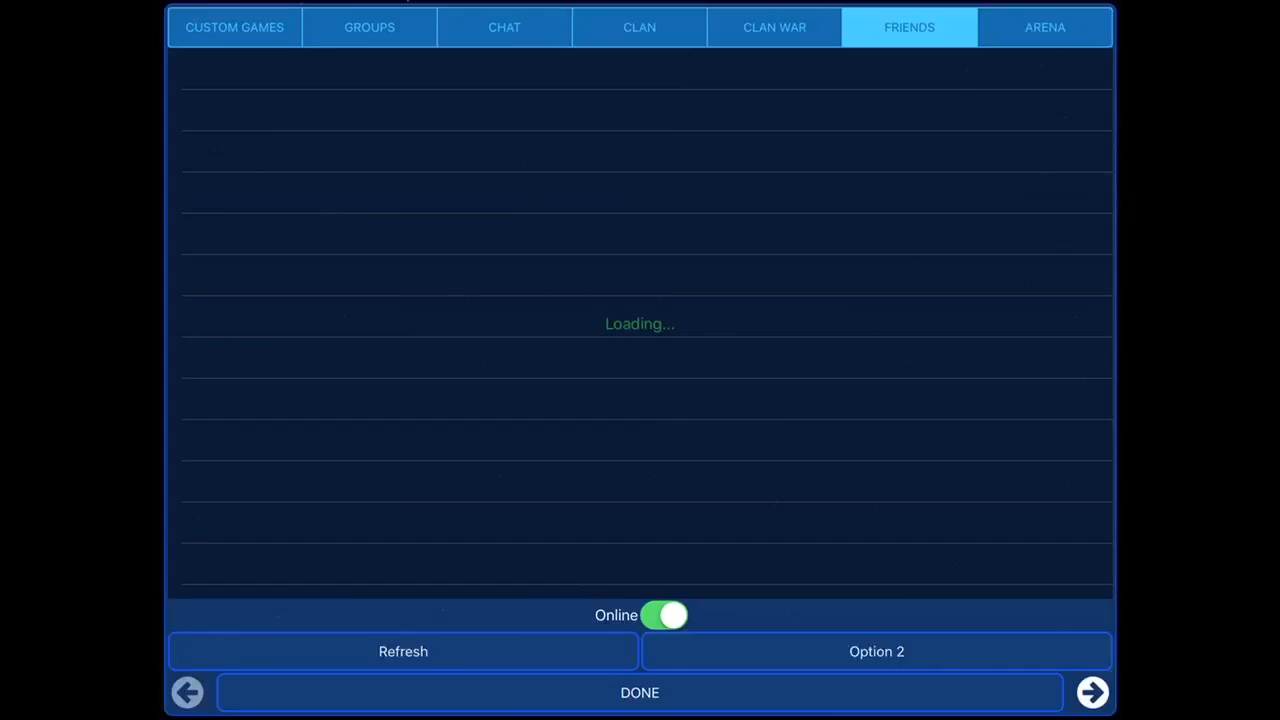 CUSTOM GAMES GROUPS CHAT CLAN CLAN WAR FRIENDS ARENA
Loading...
Online
Refresh Option 2
DONE